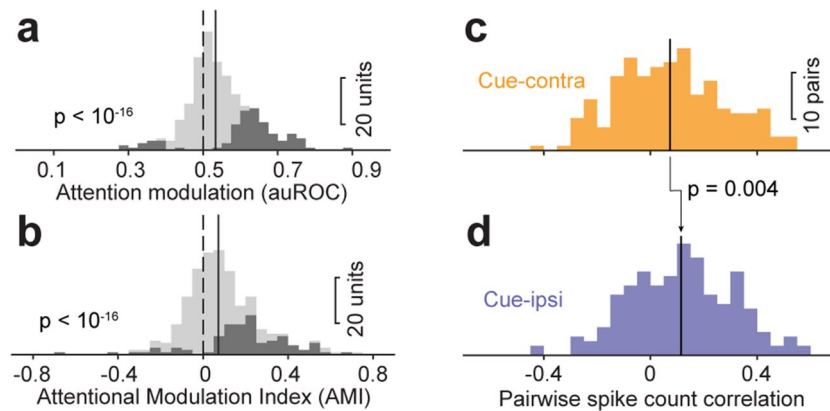 a
p < 10-16
20 units
0.1 0.3 0.5 0.7 0.9
Attention modulation (auROC)
b
p < 10-16
20 units
-0.8 -0.4 0 0.4 0.8
Attentional Modulation Index (AMI)
c
Cue-contra
10 pairs
p = 0.004
d
Cue-ipsi
-0.4 0 0.4
Pairwise spike count correlation